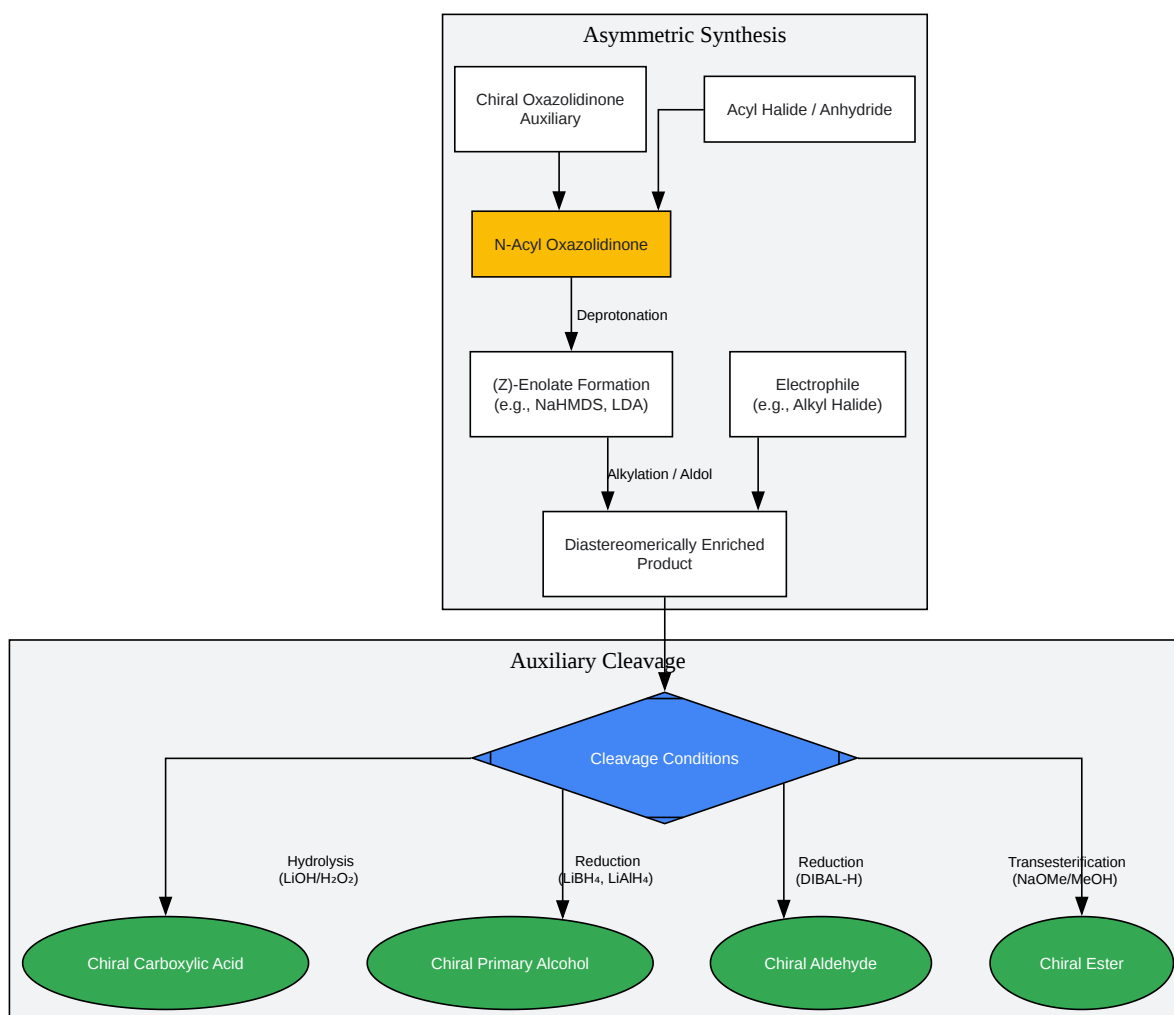 Asymmetric Synthesis
Chiral Oxazolidinone
Auxiliary
Acyl Halide / Anhydride
N-Acyl Oxazolidinone
Deprotonation
(Z)-Enolate Formation
(e.g., NaHMDS, LDA)
Electrophile
(e.g., Alkyl Halide)
Alkylation / Aldol
Diastereomerically Enriched
Product
Auxiliary Cleavage
Cleavage Conditions
Hydrolysis
(LiOH/H₂O₂)
Reduction
(LiBH₄, LiAlH₄)
Reduction
(DIBAL-H)
Transesterification
(NaOMe/MeOH)
Chiral Carboxylic Acid
Chiral Primary Alcohol
Chiral Aldehyde
Chiral Ester